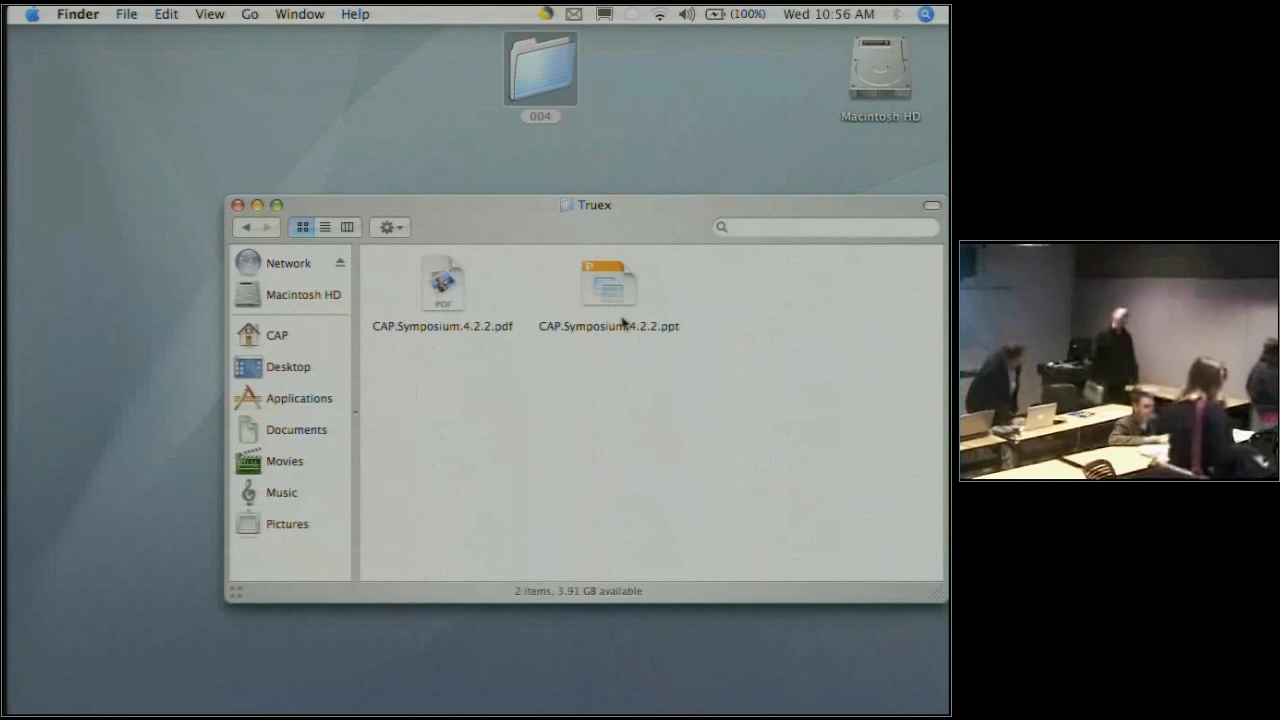 Finder File Edit View Go Window Help (100%) Wed 10:56 AM
004
Macintosh HD
Truex
Network
Macintosh HD
CAP
Desktop
Applications
Documents
Movies
Music
Pictures
PDF
CAP.Symposium.4.2.2.pdf
CAP.Symposium.4.2.2.ppt
2 items, 3.91 GB available